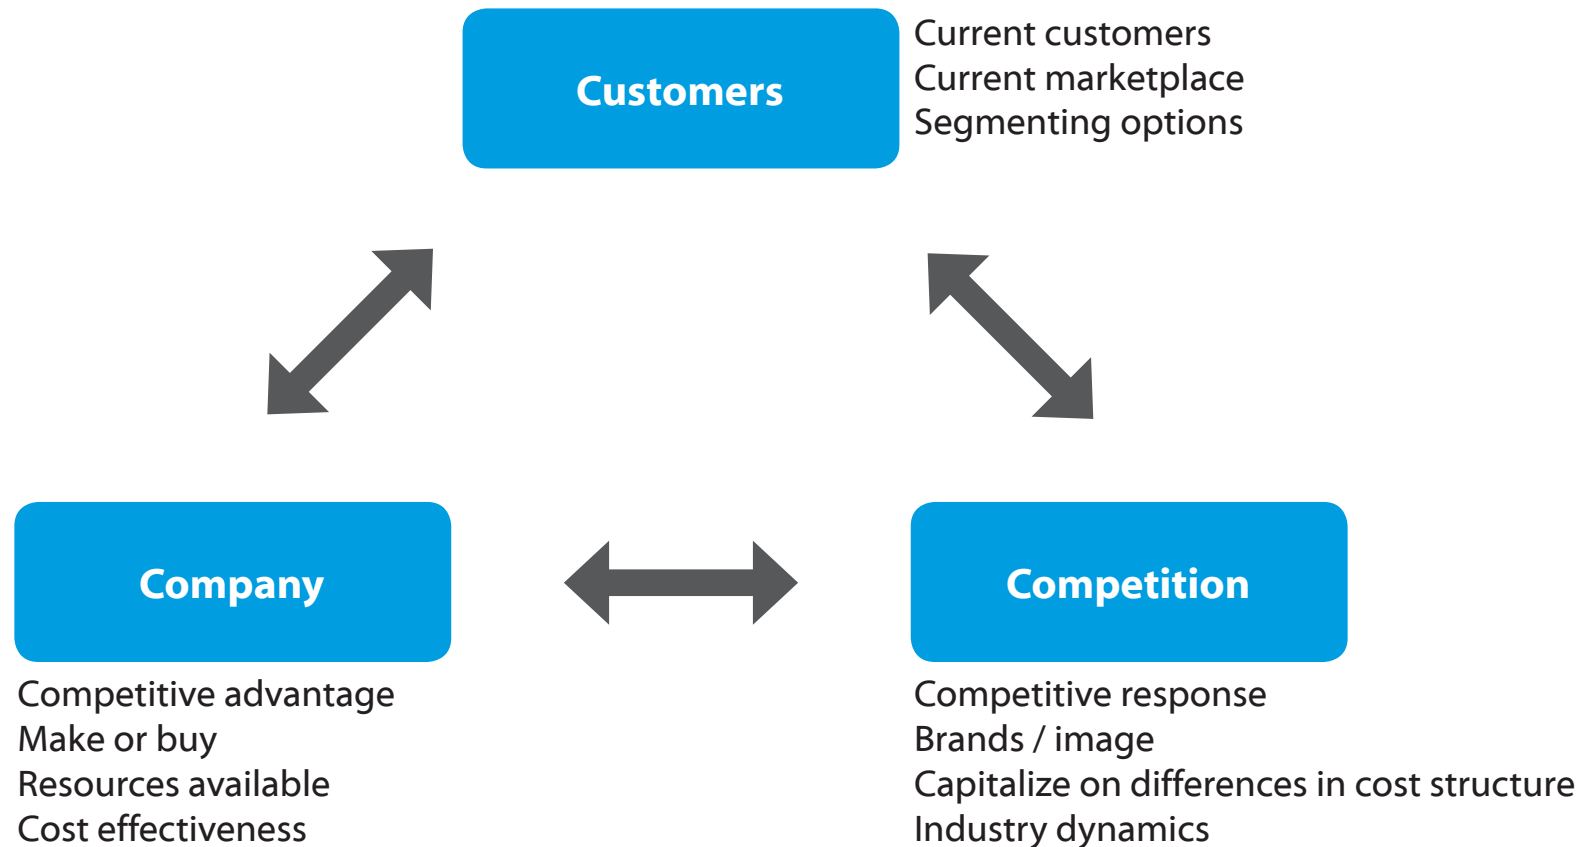 Customers
Current customers
Current marketplace
Segmenting options
Company
Competitive advantage
Make or buy
Resources available
Cost effectiveness
Competition
Competitive response
Brands / image
Capitalize on differences in cost structure
Industry dynamics